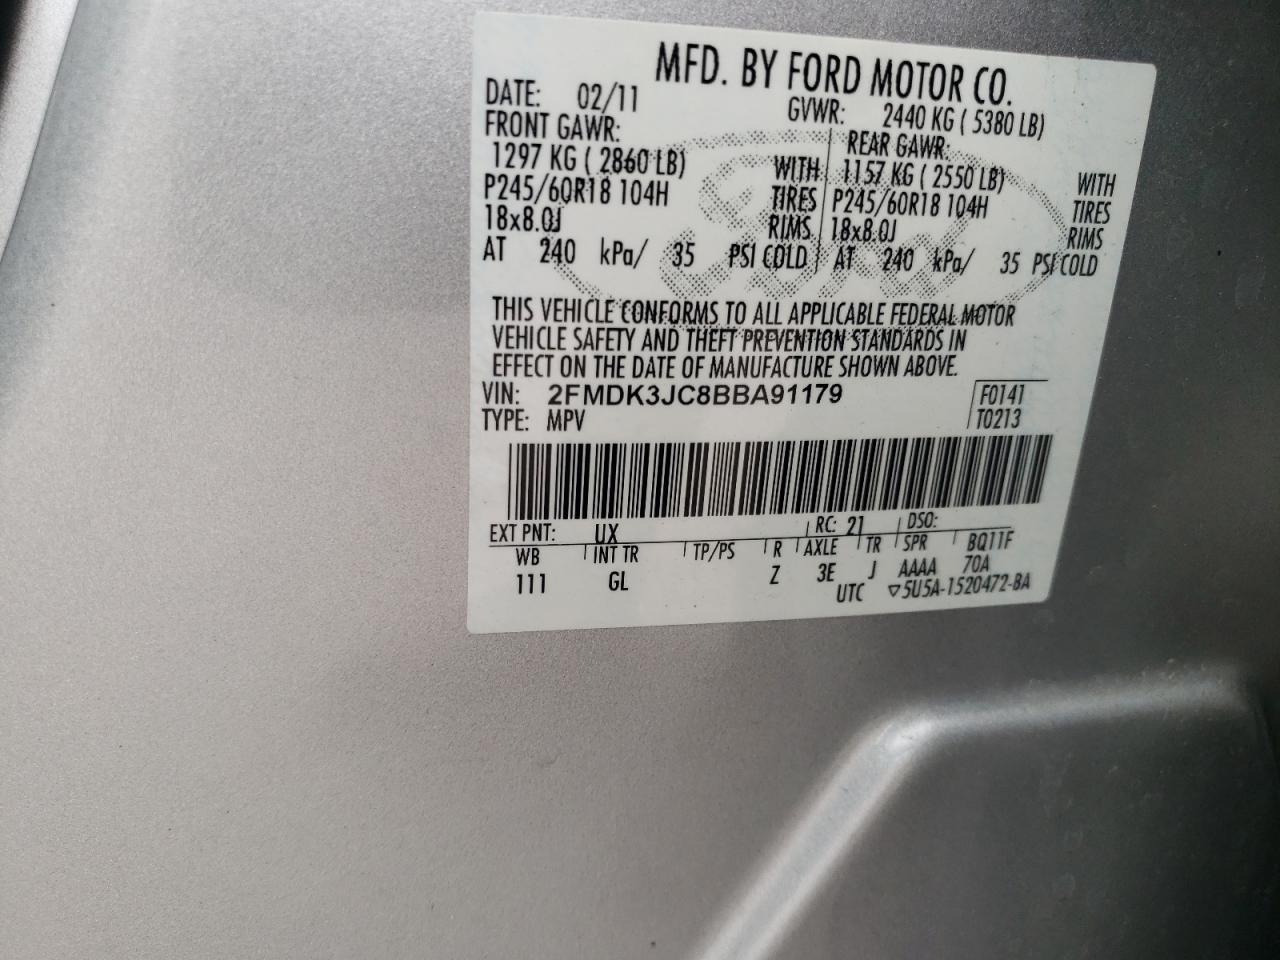 MFD. BY FORD MOTOR CO.
DATE: 02/11 GVWR: 2440 KG ( 5380 LB)
FRONT GAWR: REAR GAWR:
1297 KG ( 2860 LB) WITH 1157 KG ( 2550 LB) WITH
P245/60R18 104H TIRES P245/60R18 104H TIRES
18x8.0J RIMS 18x8.0J RIMS
AT 240 kPa/ 35 PSI COLD AT 240 kPa/ 35 PSI COLD
THIS VEHICLE CONFORMS TO ALL APPLICABLE FEDERAL MOTOR
VEHICLE SAFETY AND THEFT PREVENTION STANDARDS IN
EFFECT ON THE DATE OF MANUFACTURE SHOWN ABOVE.
VIN: 2FMDK3JC8BBA91179 F0141
TYPE: MPV T0213
EXT PNT: UX RC: 21 DSO:
WB INT TR TP/PS R AXLE TR SPR BQ11F
111 GL Z 3E J AAAA 70A
UTC ▽5U5A-1520472-BA